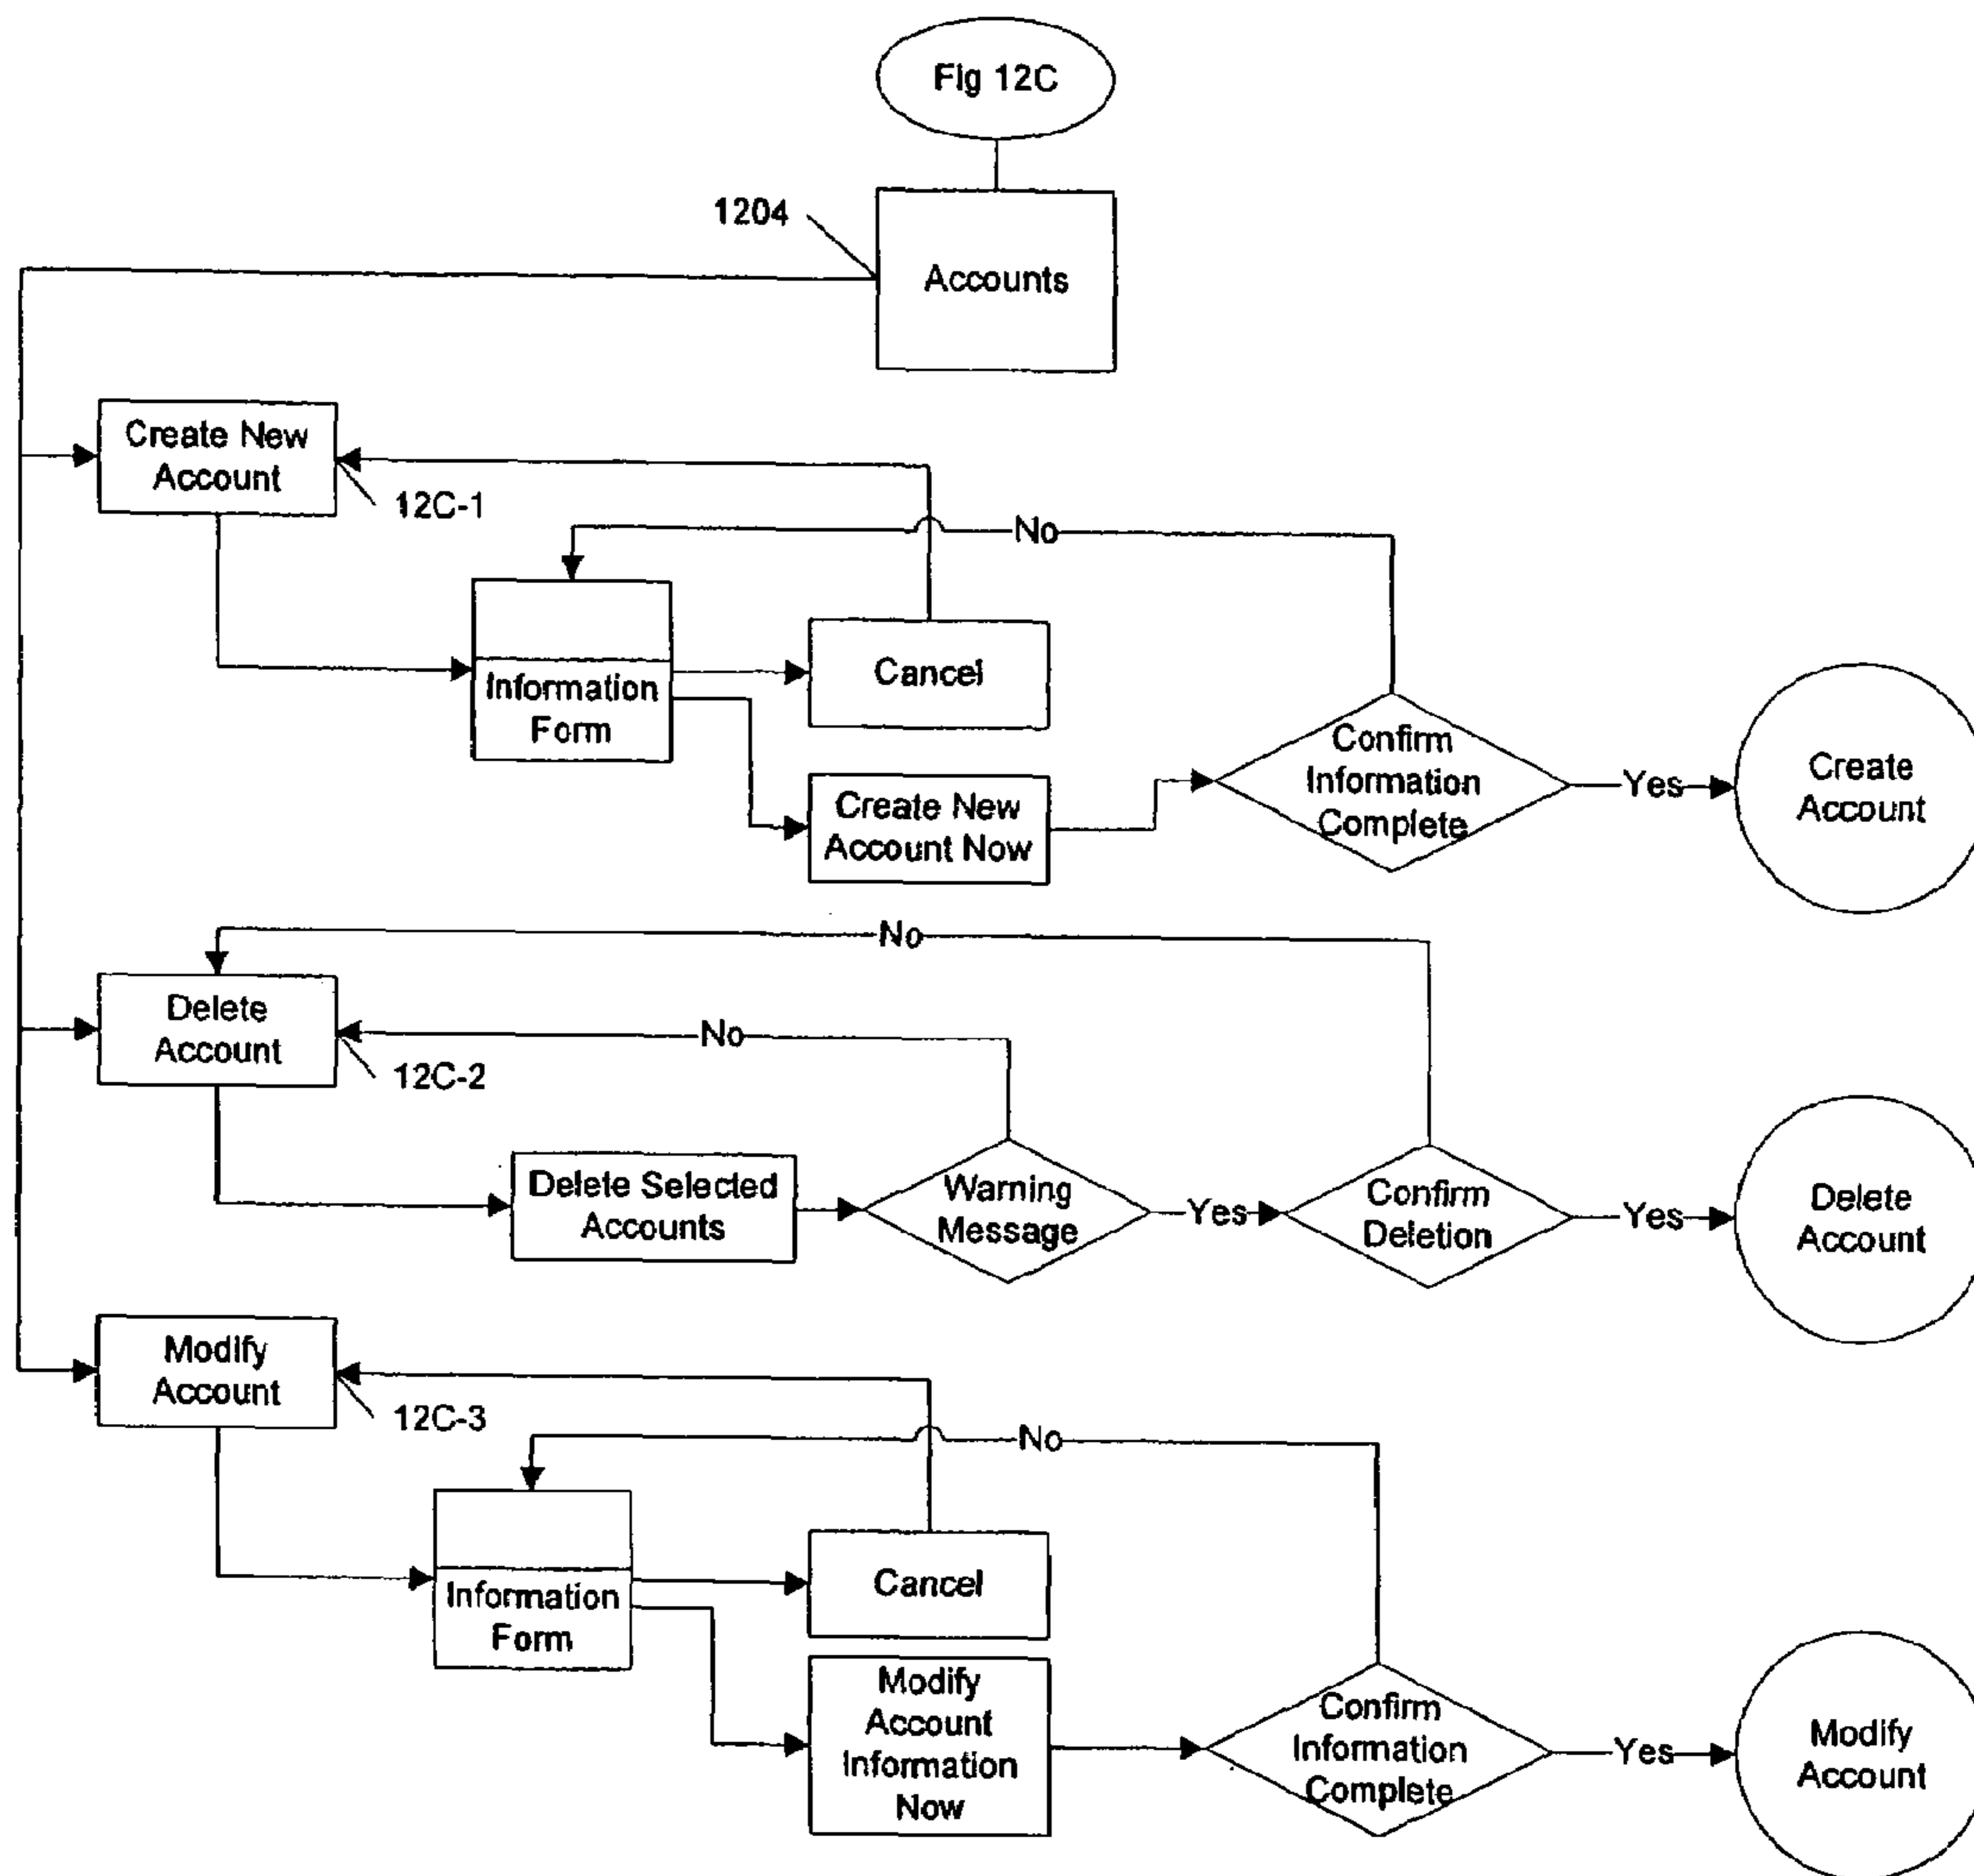 Fig 12C
1204
Accounts
Create New
Account
12C-1
No
Information
Form
Cancel
Create New
Account Now
Confirm
Information
Complete
Yes
Create
Account
No
Delete
Account
No
12C-2
Delete Selected
Accounts
Warning
Message
Yes
Confirm
Deletion
Yes
Delete
Account
Modify
Account
12C-3
No
Information
Form
Cancel
Modify
Account
Information
Now
Confirm
Information
Complete
Yes
Modify
Account